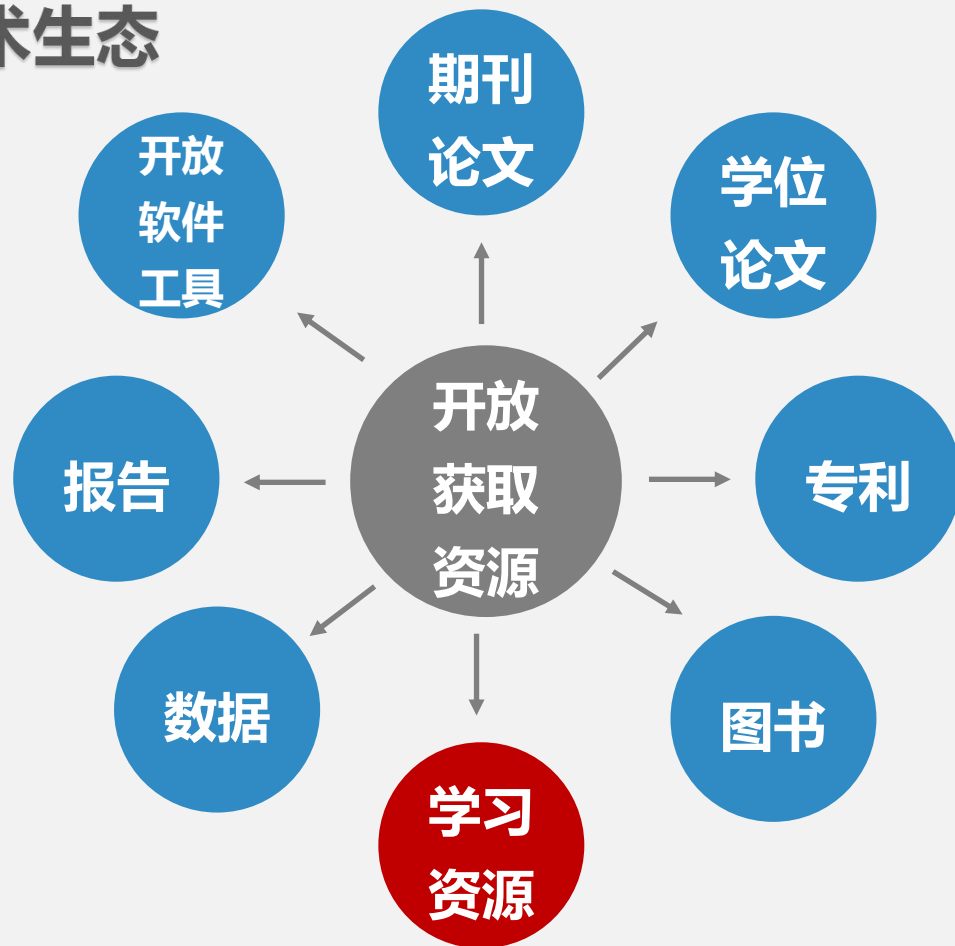 术生态
期刊
论文
开放
软件
工具
学位
论文
开放
获取
资源
报告
专利
数据
图书
学习
资源